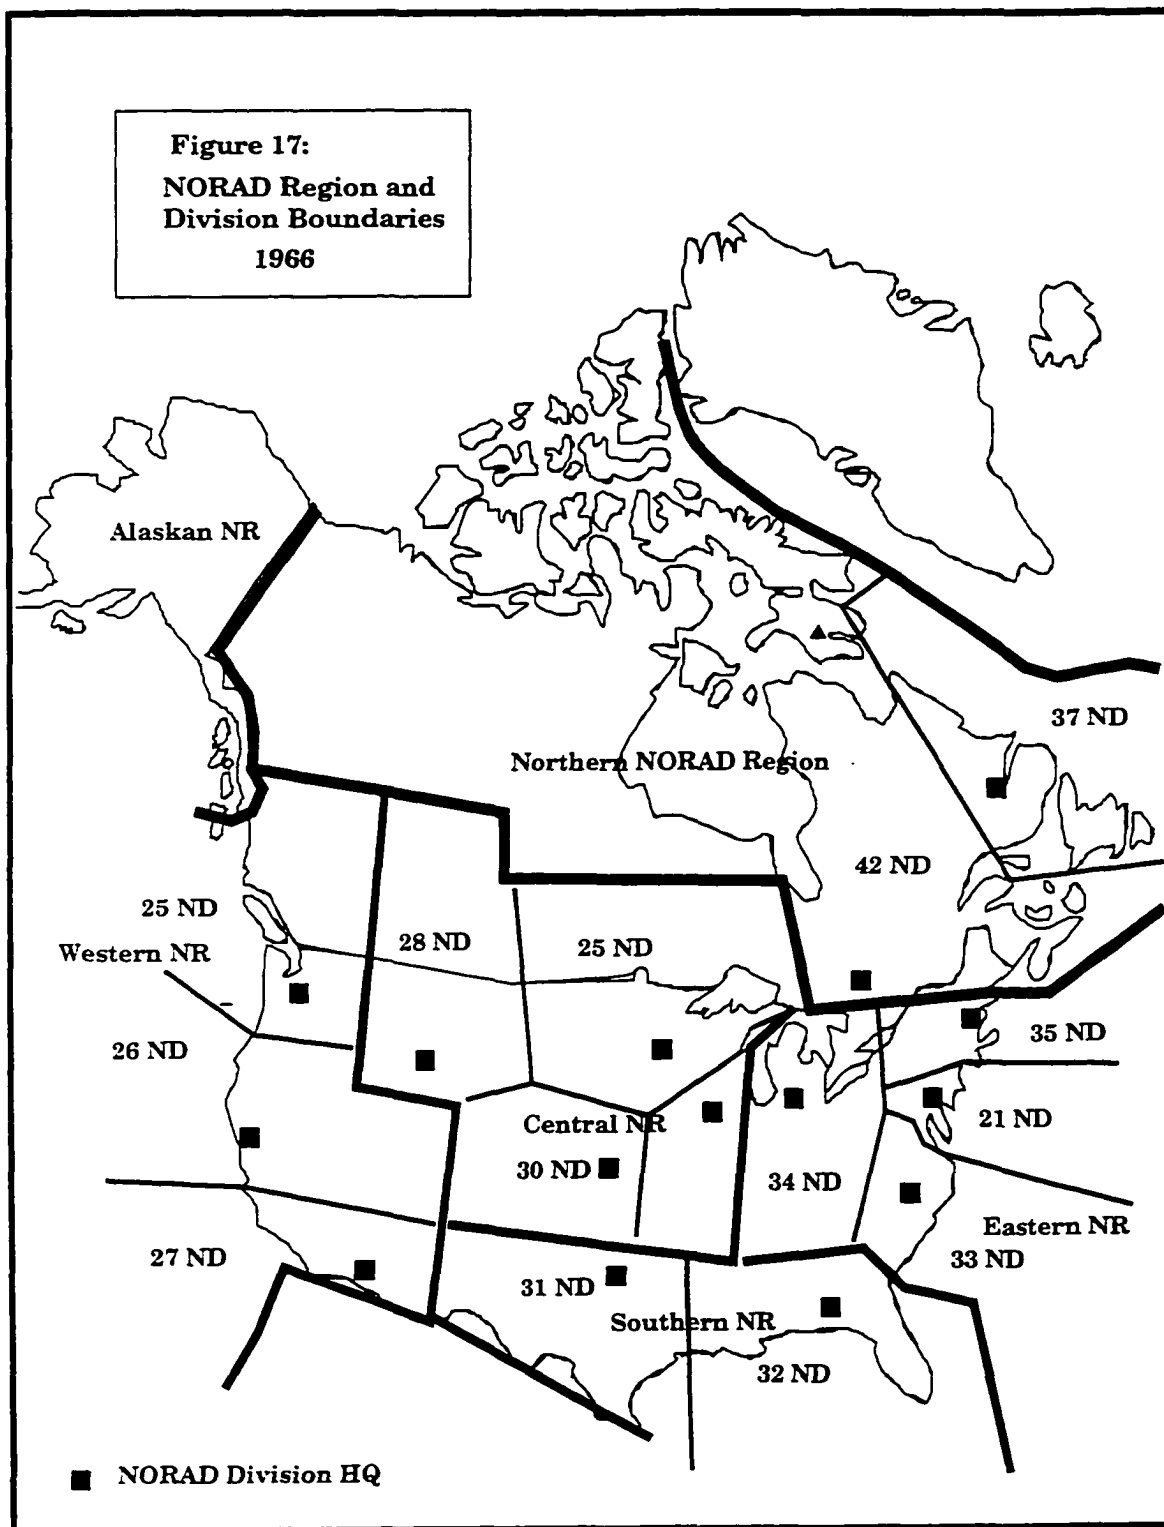 Figure 17:
NORAD Region and
Division Boundaries
1966
Alaskan NR
37 ND
Northern NORAD Region
42 ND
25 ND
28 ND
25 ND
Western NR
26 ND
35 ND
Central NR
21 ND
30 ND
34 ND
Eastern NR
27 ND
33 ND
31 ND
Southern NR
32 ND
NORAD Division HQ